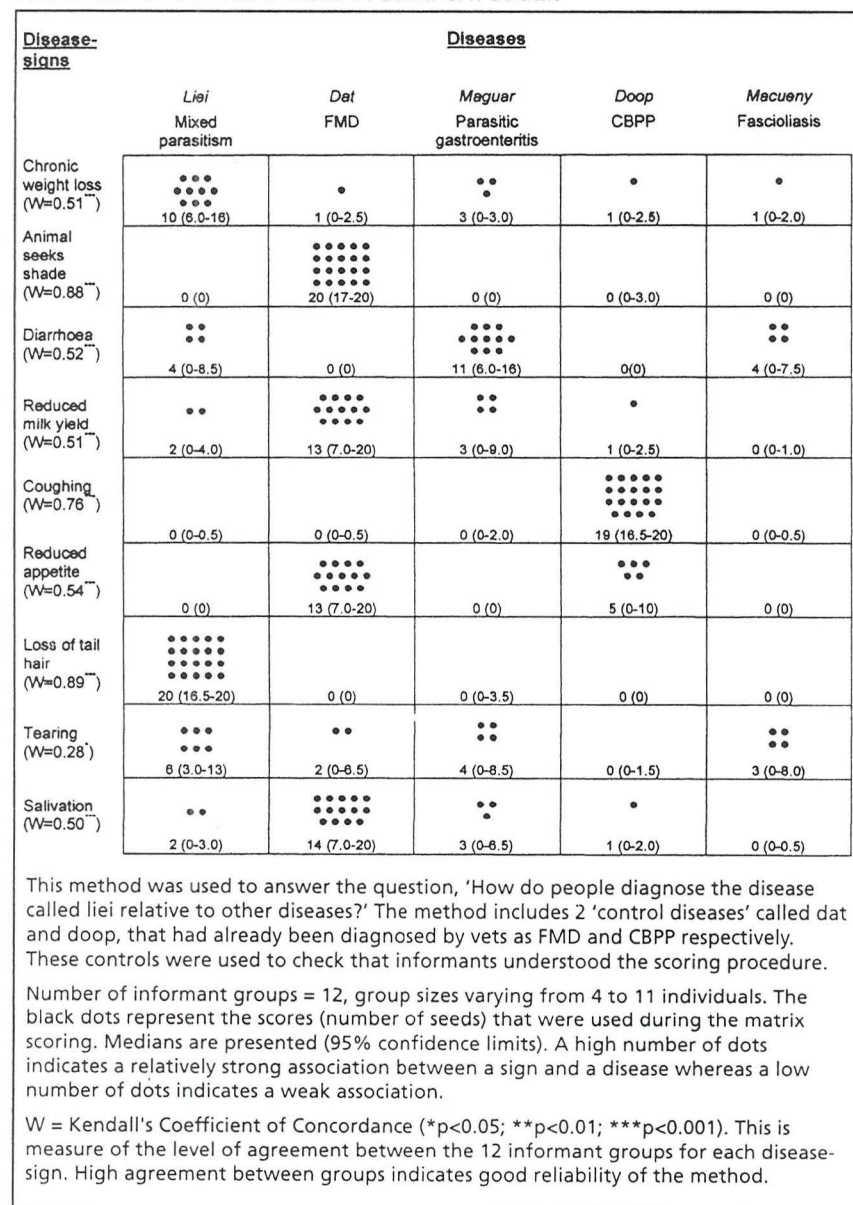 Disease-
signs
Diseases
Liei Dat Maguar Doop Macueny
Mixed parasitism FMD Parasitic gastroenteritis CBPP Fascioliasis
Chronic
weight loss
(W=0.51***)
10 (6.0-16) 1 (0-2.5) 3 (0-3.0) 1 (0-2.5) 1 (0-2.0)
Animal
seeks
shade
(W=0.88***)
0 (0) 20 (17-20) 0 (0) 0 (0-3.0) 0 (0)
Diarrhoea
(W=0.52***)
4 (0-8.5) 0 (0) 11 (6.0-16) 0(0) 4 (0-7.5)
Reduced
milk yield
(W=0.51***)
2 (0-4.0) 13 (7.0-20) 3 (0-9.0) 1 (0-2.5) 0 (0-1.0)
Coughing
(W=0.76***)
0 (0-0.5) 0 (0-0.5) 0 (0-2.0) 19 (16.5-20) 0 (0-0.5)
Reduced
appetite
(W=0.54***)
0 (0) 13 (7.0-20) 0 (0) 5 (0-10) 0 (0)
Loss of tail
hair
(W=0.89***)
20 (16.5-20) 0 (0) 0 (0-3.5) 0 (0) 0 (0)
Tearing
(W=0.28*)
6 (3.0-13) 2 (0-6.5) 4 (0-8.5) 0 (0-1.5) 3 (0-8.0)
Salivation
(W=0.50***)
2 (0-3.0) 14 (7.0-20) 3 (0-6.5) 1 (0-2.0) 0 (0-0.5)
This method was used to answer the question, 'How do people diagnose the disease
called liei relative to other diseases?' The method includes 2 'control diseases' called dat
and doop, that had already been diagnosed by vets as FMD and CBPP respectively.
These controls were used to check that informants understood the scoring procedure.
Number of informant groups = 12, group sizes varying from 4 to 11 individuals. The
black dots represent the scores (number of seeds) that were used during the matrix
scoring. Medians are presented (95% confidence limits). A high number of dots
indicates a relatively strong association between a sign and a disease whereas a low
number of dots indicates a weak association.
W = Kendall's Coefficient of Concordance (*p<0.05; **p<0.01; ***p<0.001). This is
measure of the level of agreement between the 12 informant groups for each disease-
sign. High agreement between groups indicates good reliability of the method.